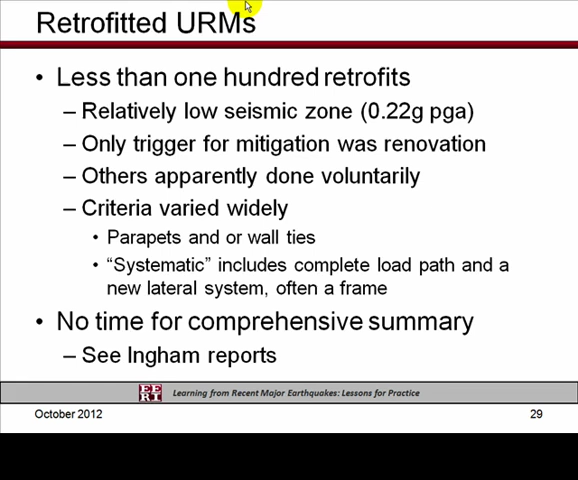 Retrofitted URMs
• Less than one hundred retrofits
– Relatively low seismic zone (0.22g pga)
– Only trigger for mitigation was renovation
– Others apparently done voluntarily
– Criteria varied widely
• Parapets and or wall ties
• “Systematic” includes complete load path and a
new lateral system, often a frame
• No time for comprehensive summary
– See Ingham reports
EERI
Learning from Recent Major Earthquakes: Lessons for Practice
October 2012
29